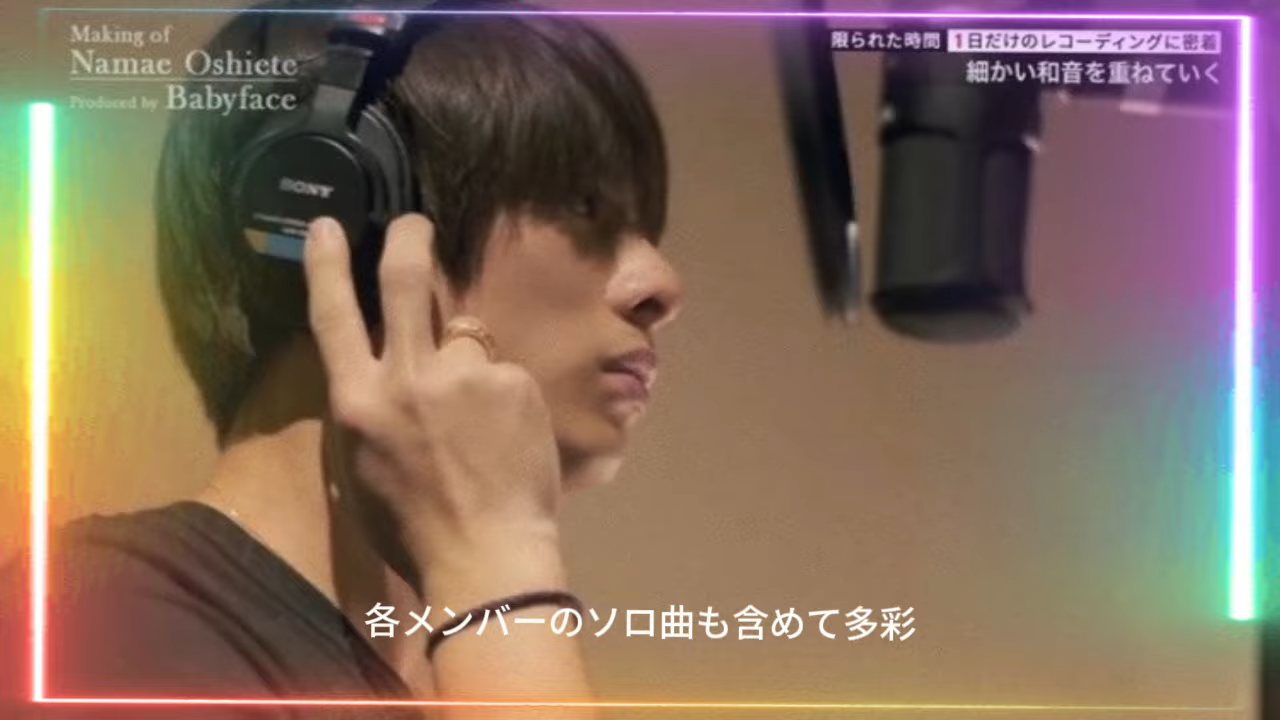 Making of
Namae Oshiete
Produced by Babyface
限られた時間 1日だけのレコーディングに密着
細かい和音を重ねていく
SONY
各メンバーのソロ曲も含めて多彩